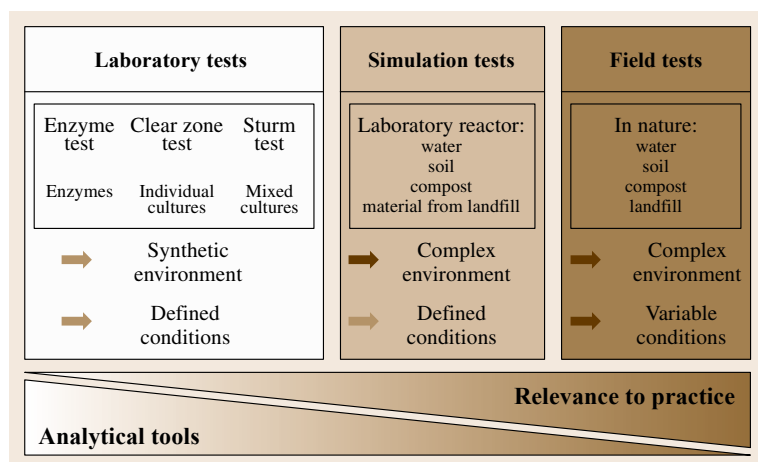 Laboratory tests
Enzyme test
Clear zone test
Sturm test
Enzymes
Individual cultures
Mixed cultures
Synthetic
environment
Defined
conditions
Simulation tests
Laboratory reactor:
water
soil
compost
material from landfill
Complex
environment
Defined
conditions
Field tests
In nature:
water
soil
compost
landfill
Complex
environment
Variable
conditions
Relevance to practice
Analytical tools